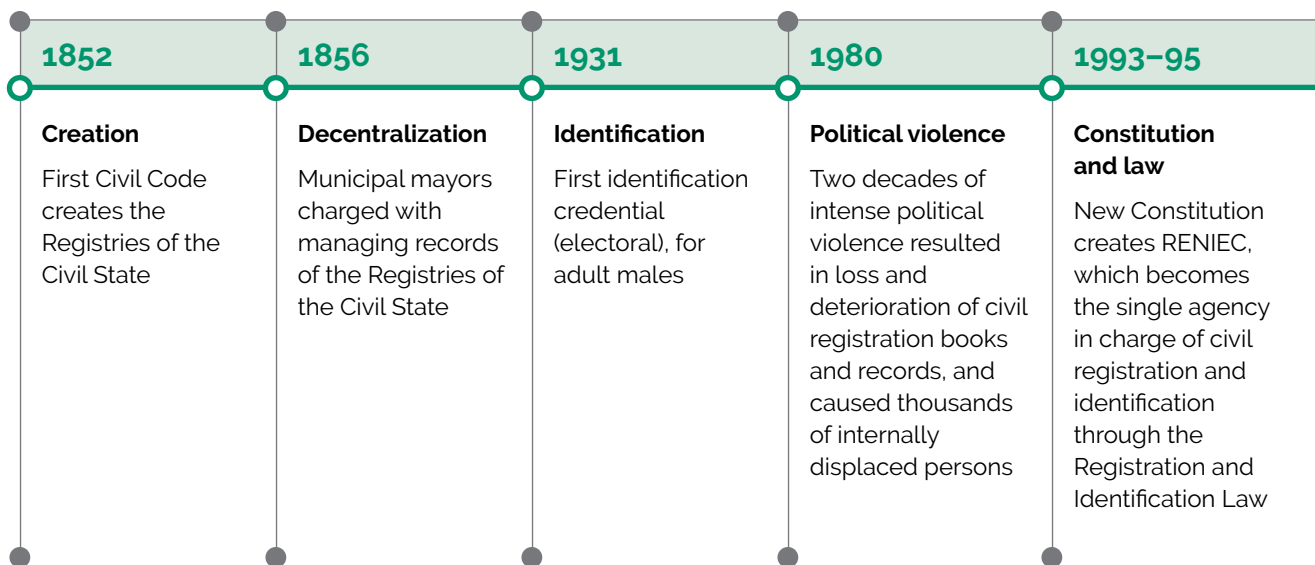 1852
Creation
First Civil Code
creates the
Registries of the
Civil State
1856
Decentralization
Municipal mayors
charged with
managing records
of the Registries of
the Civil State
1931
Identification
First identification
credential
(electoral), for
adult males
1980
Political violence
Two decades of
intense political
violence resulted
in loss and
deterioration of civil
registration books
and records, and
caused thousands
of internally
displaced persons
1993–95
Constitution
and law
New Constitution
creates RENIEC,
which becomes
the single agency
in charge of civil
registration and
identification
through the
Registration and
Identification Law